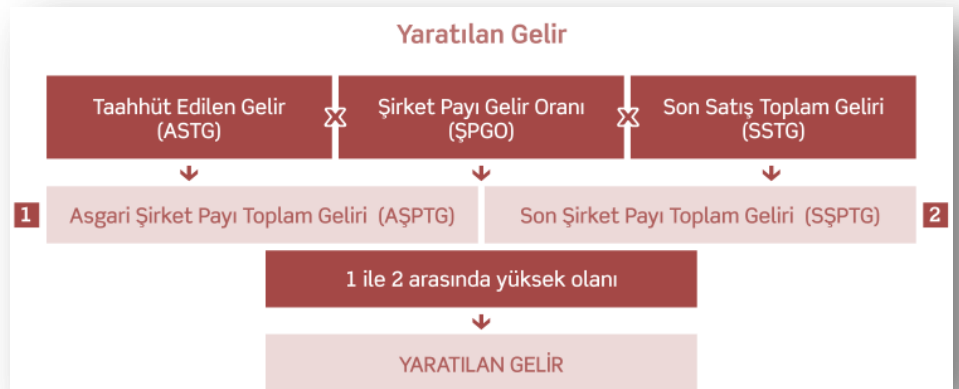 Yaratılan Gelir
Taahhüt Edilen Gelir
(ASTG)
Şirket Payı Gelir Oranı
(ŞPGO)
Son Satış Toplam Geliri
(SSTG)
1
Asgari Şirket Payı Toplam Geliri (AŞPTG)
Son Şirket Payı Toplam Geliri (SŞPTG)
2
1 ile 2 arasında yüksek olanı
YARATILAN GELİR